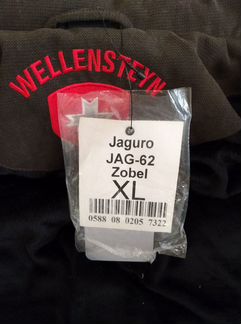 WELLENSTEYN
Jaguro
JAG-62
Zobel
XL
0588 08 0205 7322